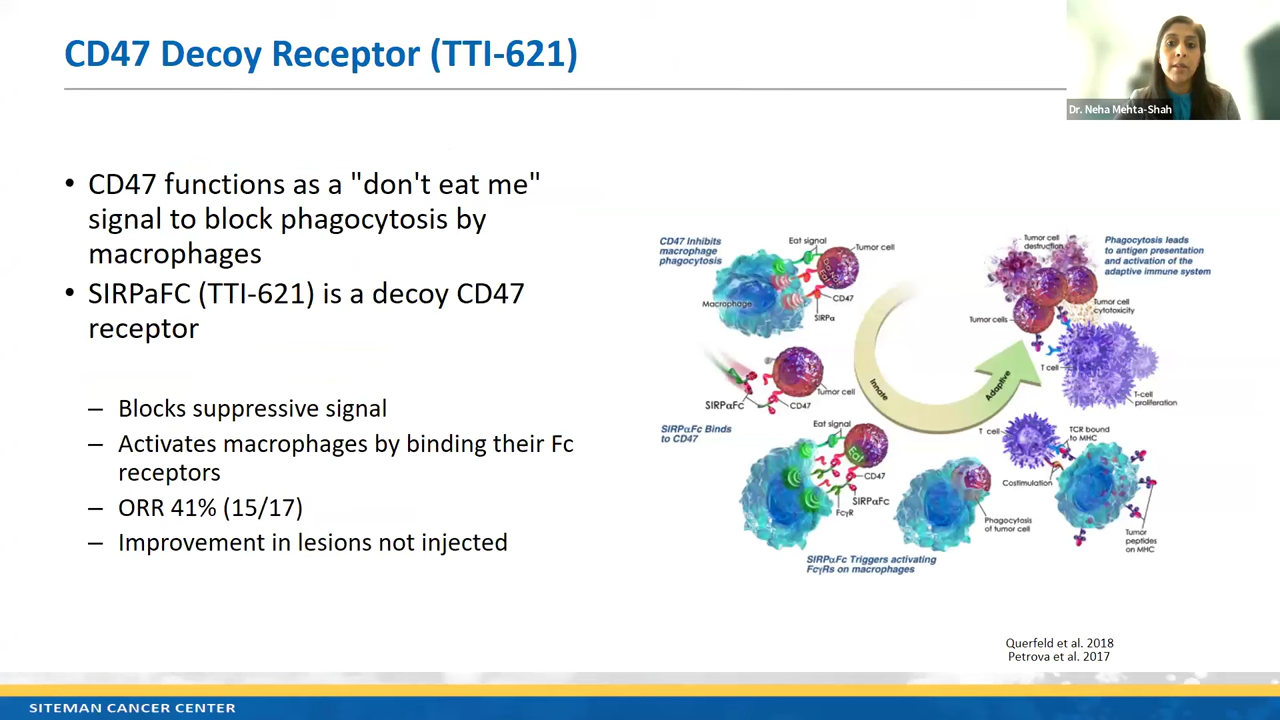 CD47 Decoy Receptor (TTI-621)
Dr. Neha Mehta-Shah
• CD47 functions as a "don't eat me"
signal to block phagocytosis by
macrophages
• SIRPaFC (TTI-621) is a decoy CD47
receptor
– Blocks suppressive signal
– Activates macrophages by binding their Fc
receptors
– ORR 41% (15/17)
– Improvement in lesions not injected
CD47 Inhibits
macrophage
phagocytosis
Eat signal
Tumor cell
Macrophage
CD47
SIRPα
Tumor cell
SIRPαFc
CD47
SIRPαFc Binds
to CD47
Eat signal
Eat!
CD47
SIRPαFc
FcγR
SIRPαFc Triggers activating
FcγRs on macrophages
Phagocytosis
of tumor cell
Innate
Adaptive
Tumor cell
destruction
Phagocytosis leads
to antigen presentation
and activation of the
adaptive immune system
Tumor cell
cytotoxicity
Tumor cells
T cell
T-cell
proliferation
T cell
TCR bound
to MHC
Costimulation
Tumor
peptides
on MHC
Querfeld et al. 2018
Petrova et al. 2017
SITEMAN CANCER CENTER